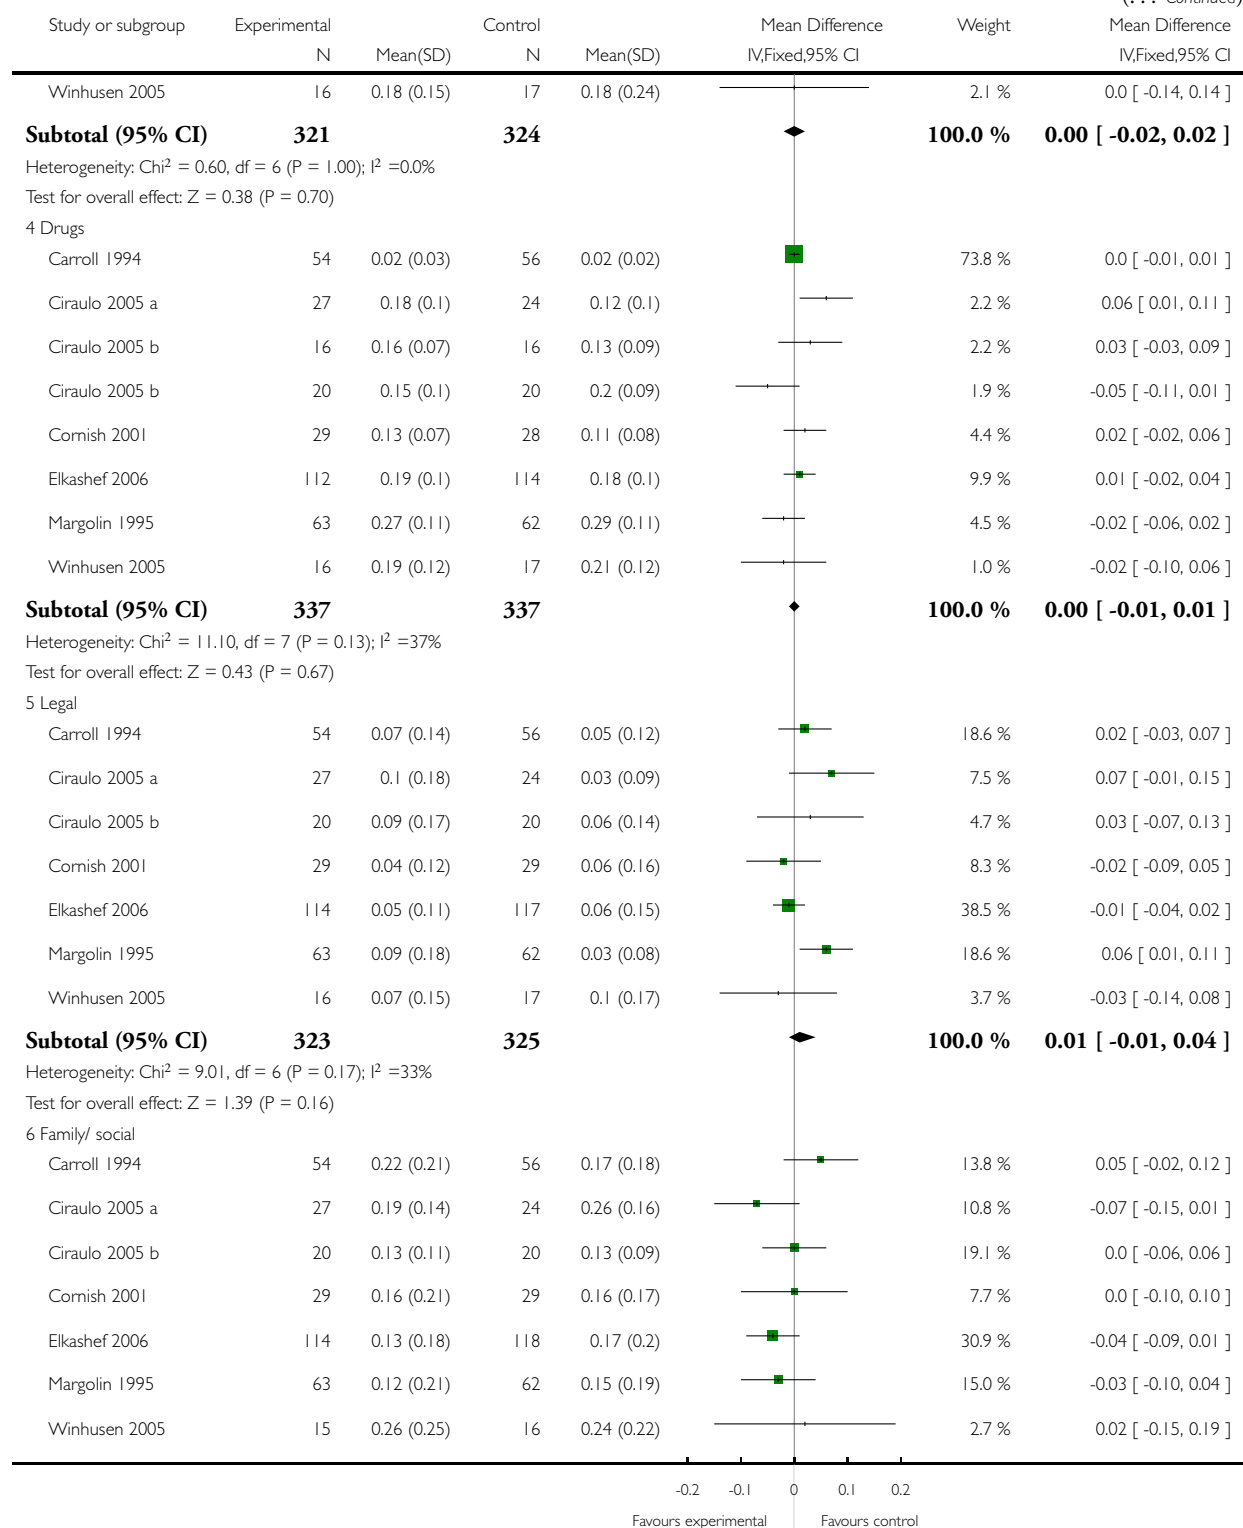 (. . . Continued)
Study or subgroup Experimental Control Mean Difference Weight Mean Difference
N Mean(SD) N Mean(SD) IV,Fixed,95% CI IV,Fixed,95% CI
Winhusen 2005 16 0.18 (0.15) 17 0.18 (0.24) 2.1 % 0.0 [ -0.14, 0.14 ]
Subtotal (95% CI) 321 324 100.0 % 0.00 [ -0.02, 0.02 ]
Heterogeneity: Chi² = 0.60, df = 6 (P = 1.00); I² =0.0%
Test for overall effect: Z = 0.38 (P = 0.70)
4 Drugs
Carroll 1994 54 0.02 (0.03) 56 0.02 (0.02) 73.8 % 0.0 [ -0.01, 0.01 ]
Ciraulo 2005 a 27 0.18 (0.1) 24 0.12 (0.1) 2.2 % 0.06 [ 0.01, 0.11 ]
Ciraulo 2005 b 16 0.16 (0.07) 16 0.13 (0.09) 2.2 % 0.03 [ -0.03, 0.09 ]
Ciraulo 2005 b 20 0.15 (0.1) 20 0.2 (0.09) 1.9 % -0.05 [ -0.11, 0.01 ]
Cornish 2001 29 0.13 (0.07) 28 0.11 (0.08) 4.4 % 0.02 [ -0.02, 0.06 ]
Elkashef 2006 112 0.19 (0.1) 114 0.18 (0.1) 9.9 % 0.01 [ -0.02, 0.04 ]
Margolin 1995 63 0.27 (0.11) 62 0.29 (0.11) 4.5 % -0.02 [ -0.06, 0.02 ]
Winhusen 2005 16 0.19 (0.12) 17 0.21 (0.12) 1.0 % -0.02 [ -0.10, 0.06 ]
Subtotal (95% CI) 337 337 100.0 % 0.00 [ -0.01, 0.01 ]
Heterogeneity: Chi² = 11.10, df = 7 (P = 0.13); I² =37%
Test for overall effect: Z = 0.43 (P = 0.67)
5 Legal
Carroll 1994 54 0.07 (0.14) 56 0.05 (0.12) 18.6 % 0.02 [ -0.03, 0.07 ]
Ciraulo 2005 a 27 0.1 (0.18) 24 0.03 (0.09) 7.5 % 0.07 [ -0.01, 0.15 ]
Ciraulo 2005 b 20 0.09 (0.17) 20 0.06 (0.14) 4.7 % 0.03 [ -0.07, 0.13 ]
Cornish 2001 29 0.04 (0.12) 29 0.06 (0.16) 8.3 % -0.02 [ -0.09, 0.05 ]
Elkashef 2006 114 0.05 (0.11) 117 0.06 (0.15) 38.5 % -0.01 [ -0.04, 0.02 ]
Margolin 1995 63 0.09 (0.18) 62 0.03 (0.08) 18.6 % 0.06 [ 0.01, 0.11 ]
Winhusen 2005 16 0.07 (0.15) 17 0.1 (0.17) 3.7 % -0.03 [ -0.14, 0.08 ]
Subtotal (95% CI) 323 325 100.0 % 0.01 [ -0.01, 0.04 ]
Heterogeneity: Chi² = 9.01, df = 6 (P = 0.17); I² =33%
Test for overall effect: Z = 1.39 (P = 0.16)
6 Family/ social
Carroll 1994 54 0.22 (0.21) 56 0.17 (0.18) 13.8 % 0.05 [ -0.02, 0.12 ]
Ciraulo 2005 a 27 0.19 (0.14) 24 0.26 (0.16) 10.8 % -0.07 [ -0.15, 0.01 ]
Ciraulo 2005 b 20 0.13 (0.11) 20 0.13 (0.09) 19.1 % 0.0 [ -0.06, 0.06 ]
Cornish 2001 29 0.16 (0.21) 29 0.16 (0.17) 7.7 % 0.0 [ -0.10, 0.10 ]
Elkashef 2006 114 0.13 (0.18) 118 0.17 (0.2) 30.9 % -0.04 [ -0.09, 0.01 ]
Margolin 1995 63 0.12 (0.21) 62 0.15 (0.19) 15.0 % -0.03 [ -0.10, 0.04 ]
Winhusen 2005 15 0.26 (0.25) 16 0.24 (0.22) 2.7 % 0.02 [ -0.15, 0.19 ]
-0.2 -0.1 0 0.1 0.2
Favours experimental Favours control